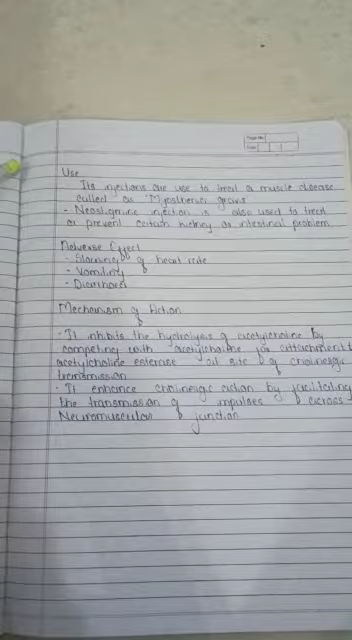 Page No.
Date
Use
Its injections are use to treat a muscle disease
called as Myasthenia gravis
- Neostigmine injection is also used to treat
or prevent certain kidney or intestinal problem
Adverse Effect
- Slowing of heart rate
- Vomiting
- Diarrhoea
Mechanism of Action
- It inhibits the hydrolysis of acetylcholine by
competing with acetylcholine for attachment
acetylcholine esterase at site of cholinergic
transmission
- It enhance cholinergic action by facilitating
the transmission of impulses across
Neuromuscular junction